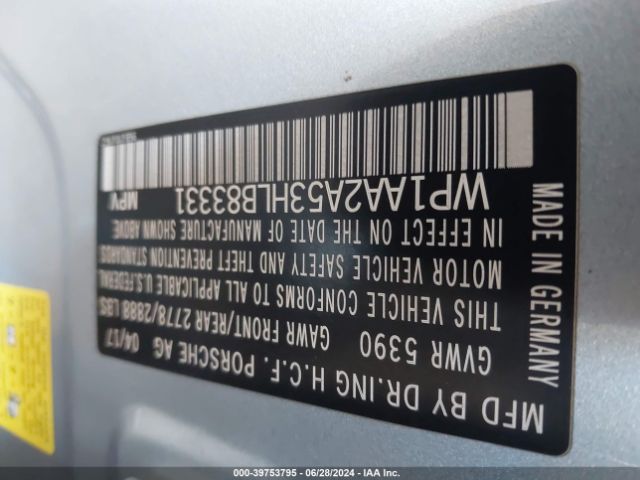 MFD BY DR.ING H.C.F. PORSCHE AG 04/17
GVWR 5390 GAWR FRONT/REAR 2778/2888 LBS
THIS VEHICLE CONFORMS TO ALL APPLICABLE U.S. FEDERAL
MOTOR VEHICLE SAFETY AND THEFT PREVENTION STANDARDS
IN EFFECT ON THE DATE OF MANUFACTURE SHOWN ABOVE.
WP1AA2A53HLB83331 MPV
MADE IN GERMANY
000-39753795 - 06/28/2024 - IAA Inc.